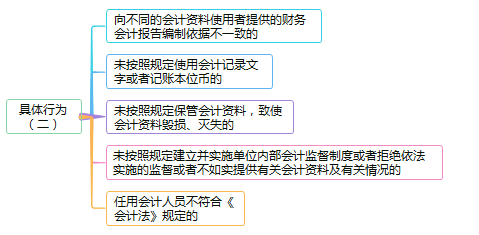 向不同的会计资料使用者提供的财务
会计报告编制依据不一致的
未按照规定使用会计记录文
字或者记账本位币的
具体行为
（二）
未按照规定保管会计资料，致使
会计资料毁损、灭失的
未按照规定建立并实施单位内部会计监督制度或者拒绝依法
实施的监督或者不如实提供有关会计资料及有关情况的
任用会计人员不符合《
会计法》规定的